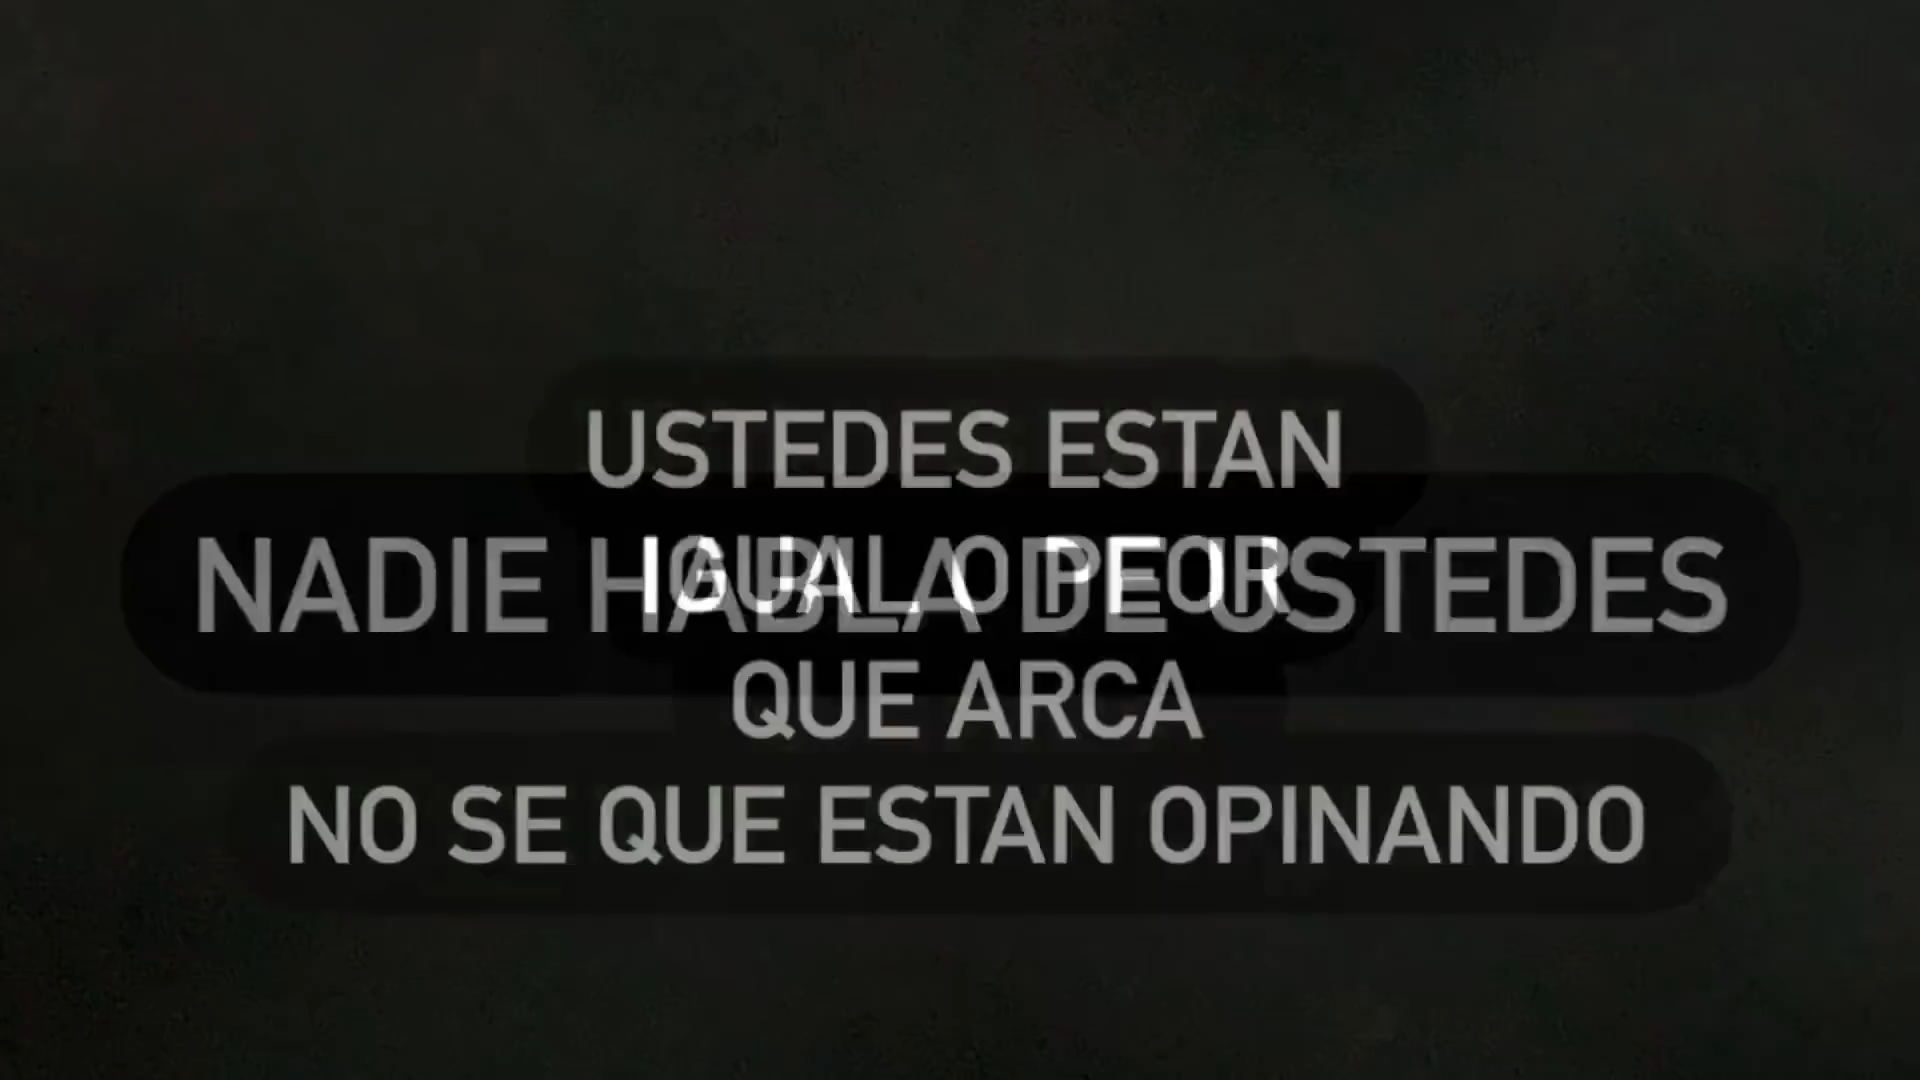 USTEDES ESTAN
IGUAL O PEOR
NADIE HABLA DE USTEDES
QUE ARCA
NO SE QUE ESTAN OPINANDO